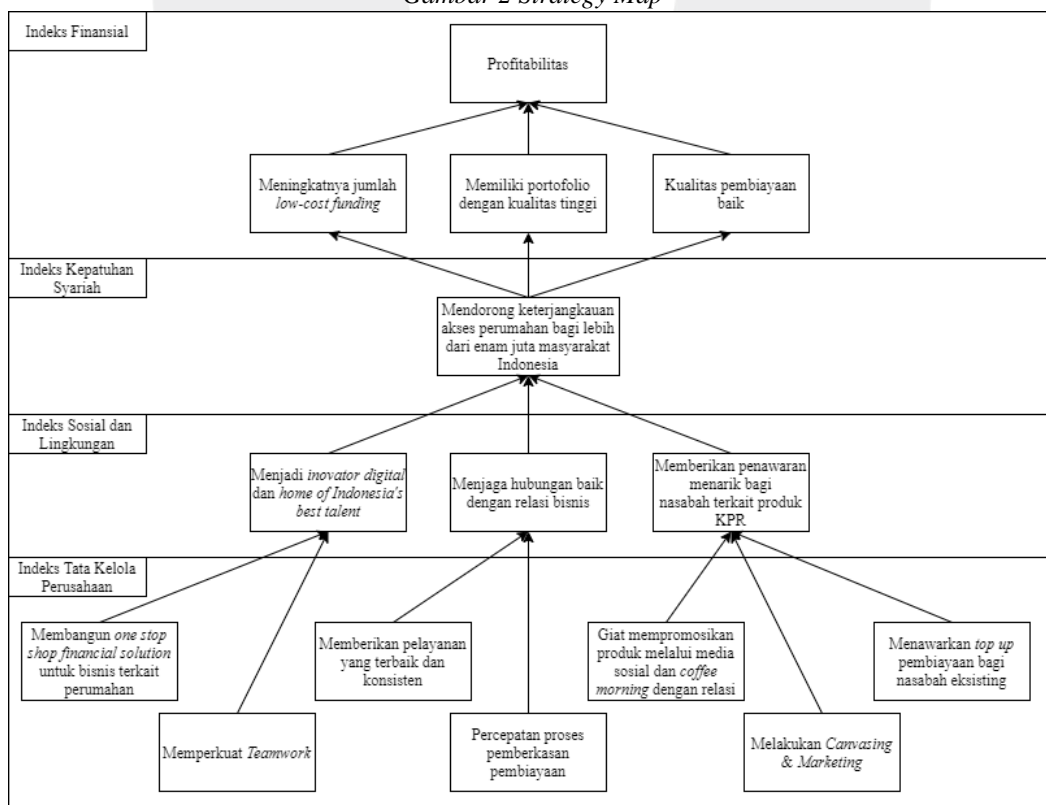 Gambar 2 Strategy Map
Indeks Finansial
Profitabilitas
Meningkatnya jumlah
low-cost funding
Memiliki portofolio
dengan kualitas tinggi
Kualitas pembiayaan
baik
Indeks Kepatuhan
Syariah
Mendorong keterjangkauan
akses perumahan bagi lebih
dari enam juta masyarakat
Indonesia
Indeks Sosial dan
Lingkungan
Menjadi inovator digital
dan home of Indonesia's
best talent
Menjaga hubungan baik
dengan relasi bisnis
Memberikan penawaran
menarik bagi
nasabah terkait produk
KPR
Indeks Tata Kelola
Perusahaan
Membangun one stop
shop financial solution
untuk bisnis terkait
perumahan
Memberikan pelayanan
yang terbaik dan
konsisten
Giat mempromosikan
produk melalui media
sosial dan coffee
morning dengan relasi
Menawarkan top up
pembiayaan bagi
nasabah eksisting
Memperkuat Teamwork
Percepatan proses
pemberkasan
pembiayaan
Melakukan Canvasing
& Marketing